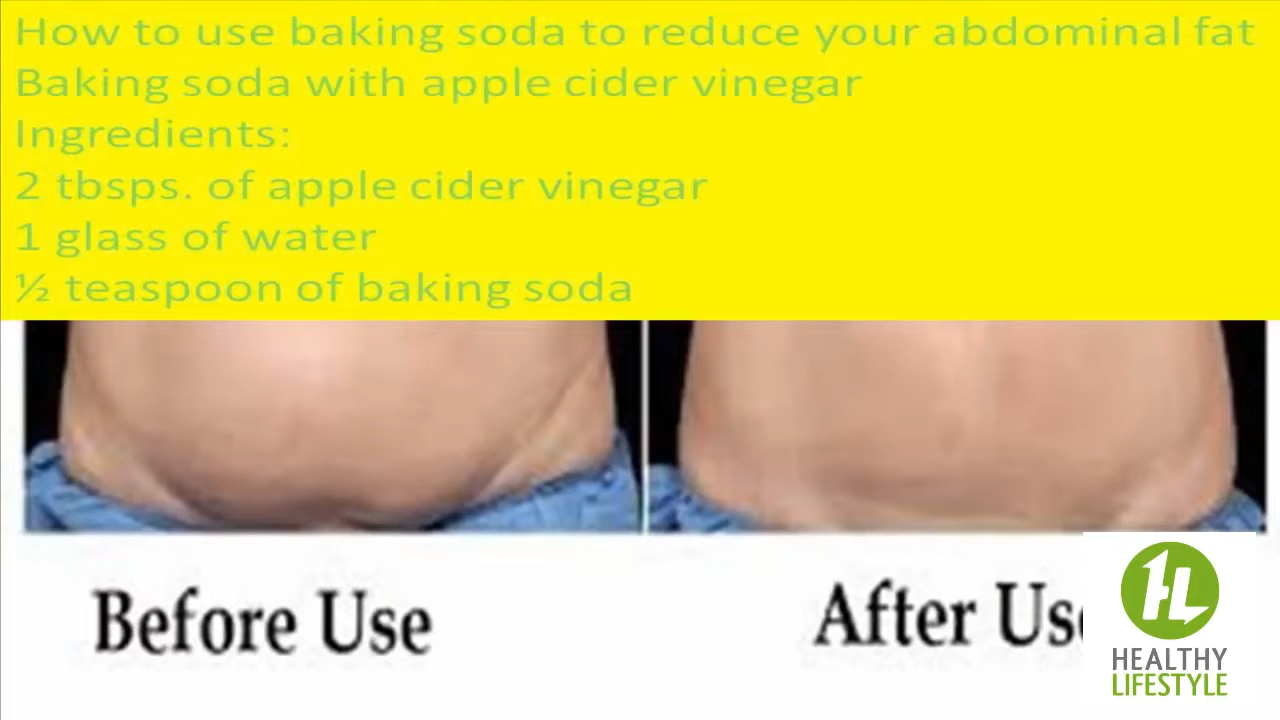 How to use baking soda to reduce your abdominal fat
Baking soda with apple cider vinegar
Ingredients:
2 tbsps. of apple cider vinegar
1 glass of water
½ teaspoon of baking soda
Before Use
After Use
HL
HEALTHY
LIFESTYLE